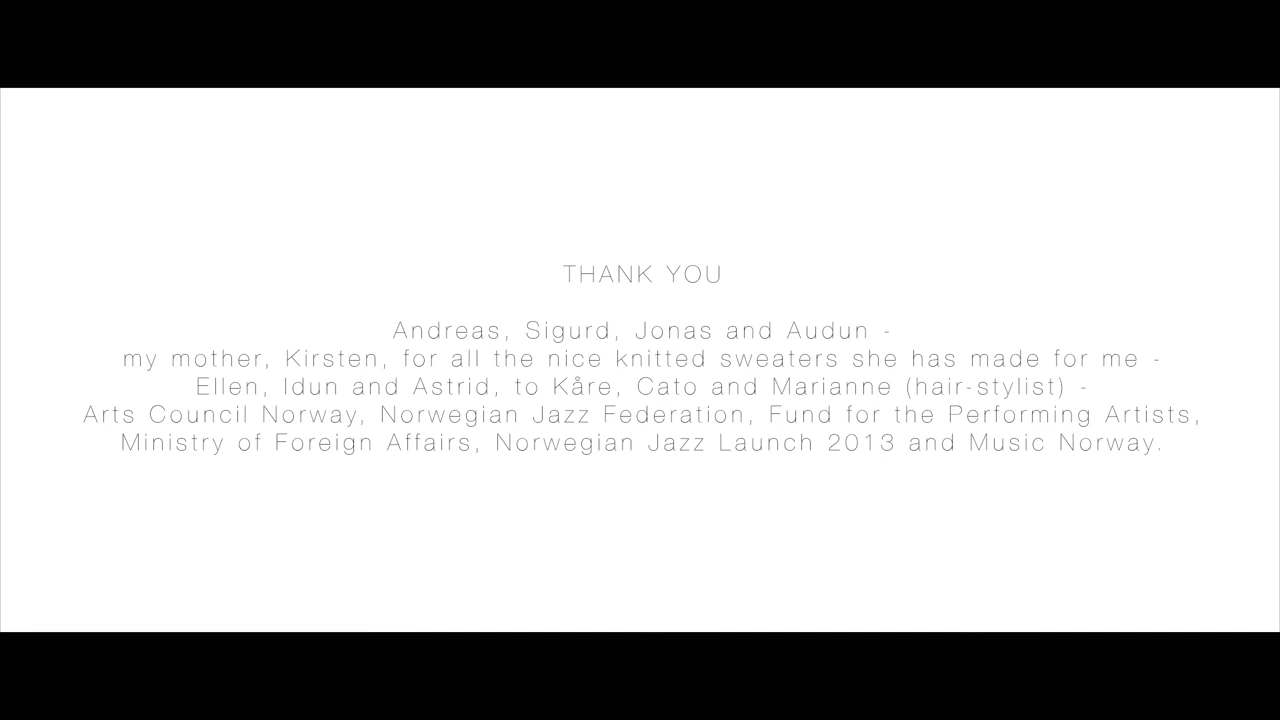 THANK YOU
Andreas, Sigurd, Jonas and Audun -
my mother, Kirsten, for all the nice knitted sweaters she has made for me -
Ellen, Idun and Astrid, to Kåre, Cato and Marianne (hair-stylist) -
Arts Council Norway, Norwegian Jazz Federation, Fund for the Performing Artists,
Ministry of Foreign Affairs, Norwegian Jazz Launch 2013 and Music Norway.